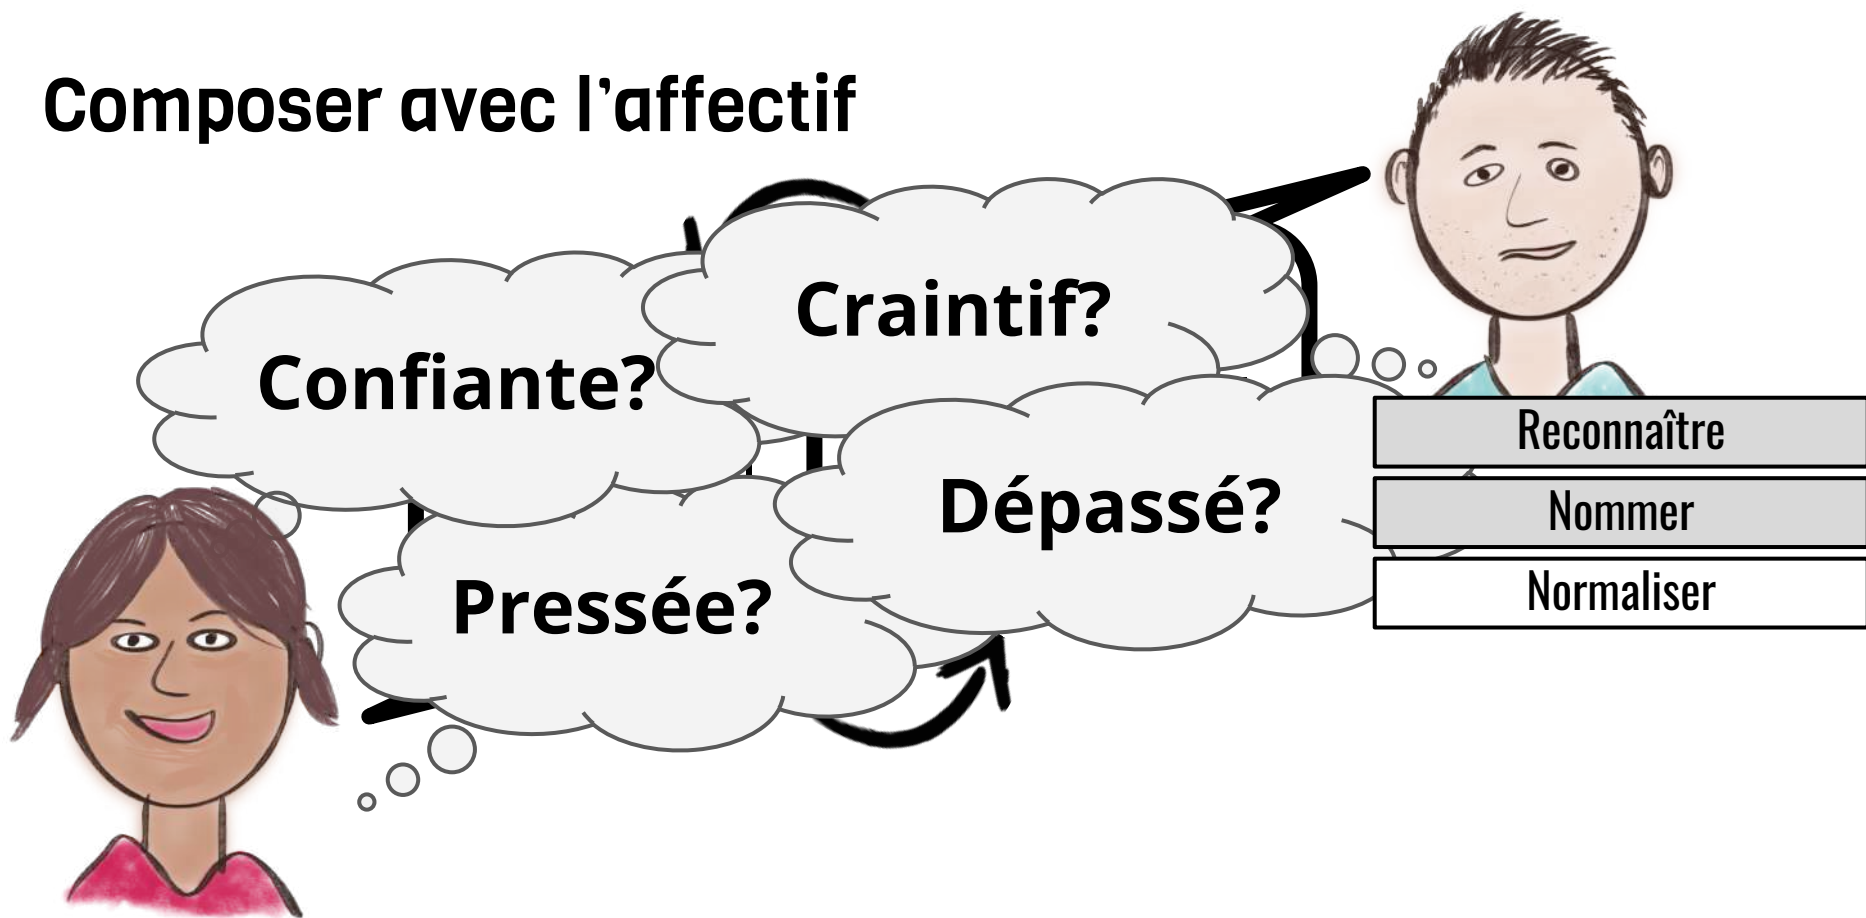 Composer avec l’affectif
Craintif?
Confiante?
Dépassé?
Pressée?
Reconnaître
Nommer
Normaliser